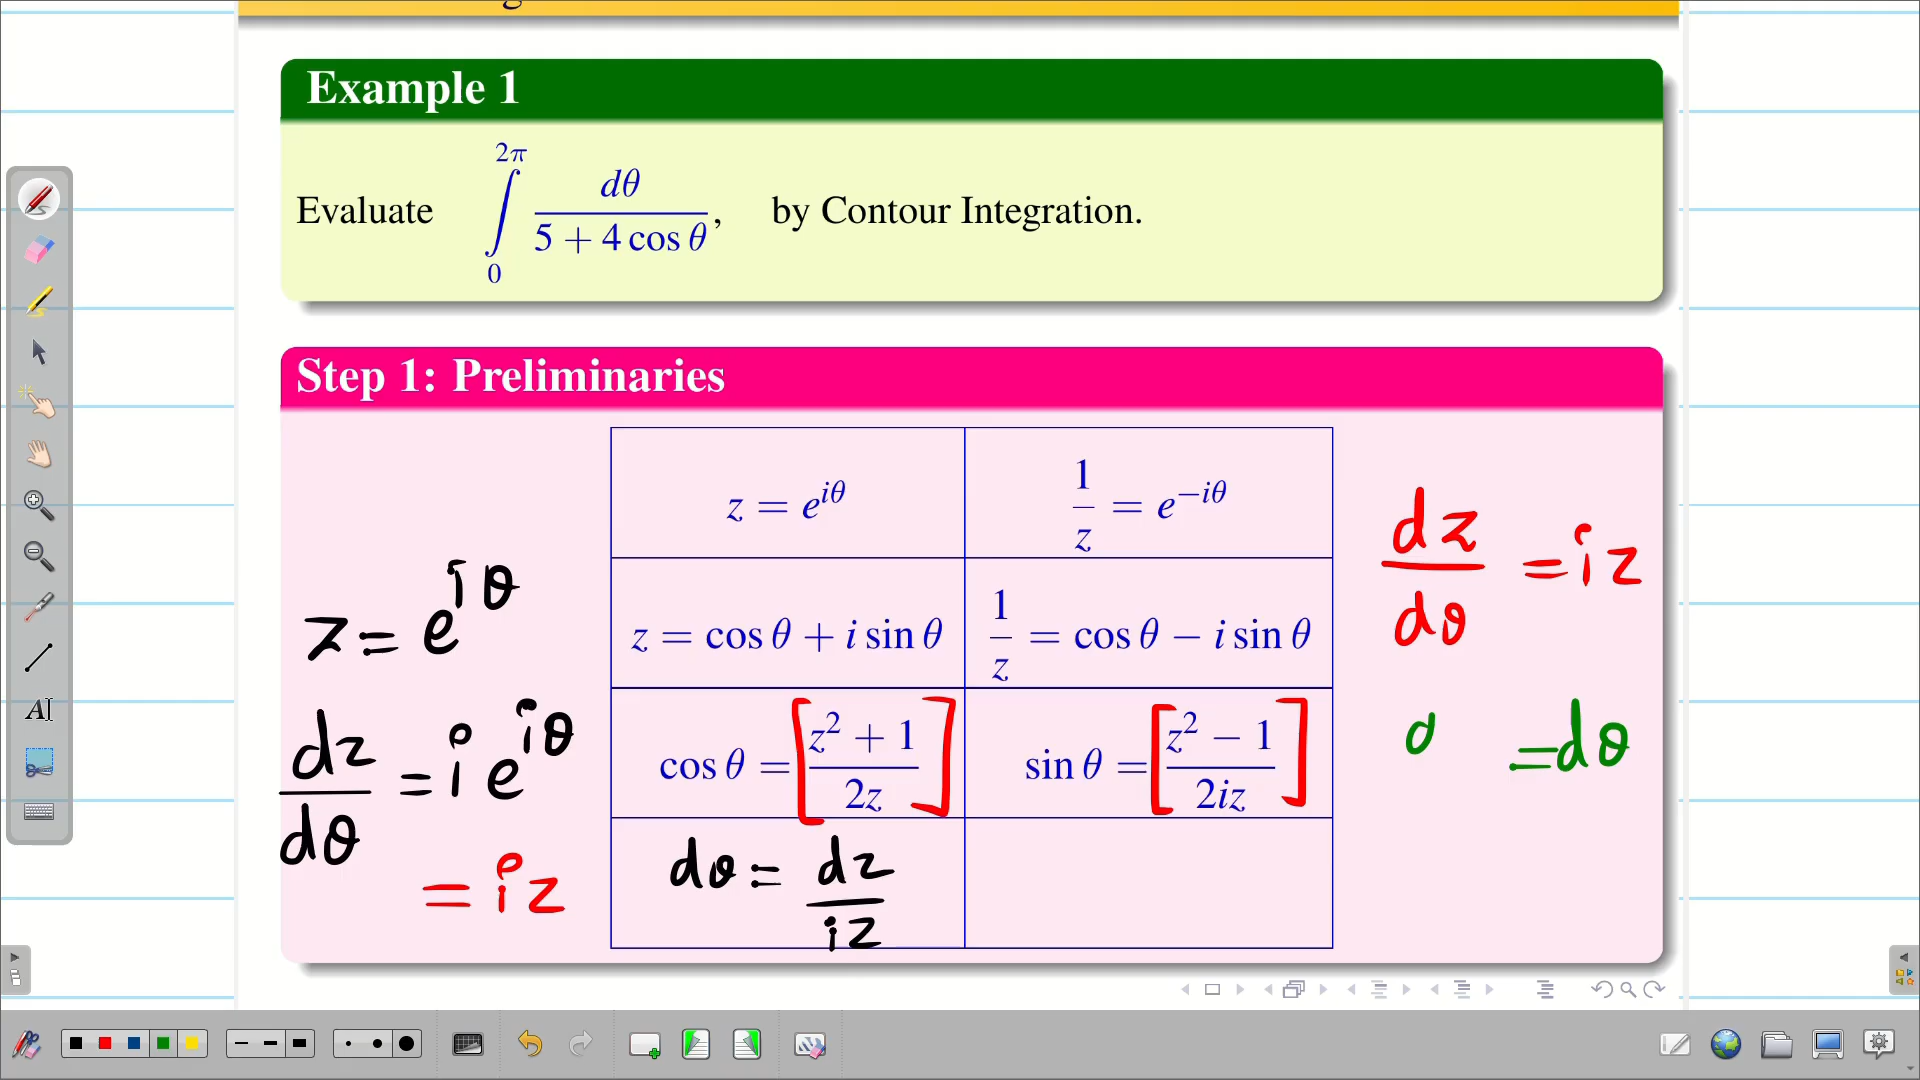 Example 1
Evaluate ∫₀^{2π} dθ / (5 + 4 cos θ), by Contour Integration.
Step 1: Preliminaries
z = e^{iθ}
1/z = e^{−iθ}
z = cos θ + i sin θ
1/z = cos θ − i sin θ
cos θ = [(z² + 1)/2z]
sin θ = [(z² − 1)/2iz]
dθ = dz/iz
z = e^{iθ}
dz/dθ = i e^{iθ}
= iz
dz/dθ = iz
= dθ